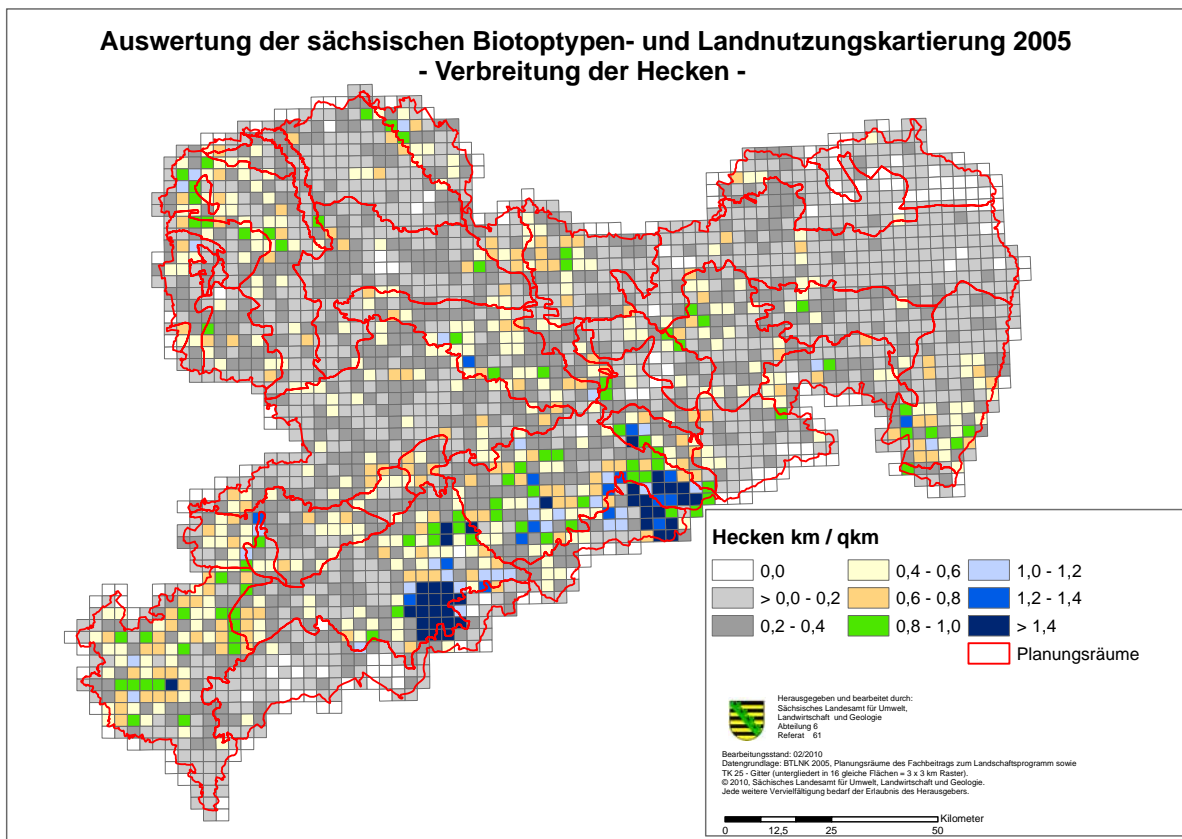 Auswertung der sächsischen Biotoptypen- und Landnutzungskartierung 2005
- Verbreitung der Hecken -
Hecken km / qkm
0,0
> 0,0 - 0,2
0,2 - 0,4
0,4 - 0,6
0,6 - 0,8
0,8 - 1,0
1,0 - 1,2
1,2 - 1,4
> 1,4
Planungsräume
Herausgegeben und bearbeitet durch:
Sächsisches Landesamt für Umwelt,
Landwirtschaft und Geologie
Abteilung 6
Referat 61
Bearbeitungsstand: 02/2010
Datengrundlage: BTLNK 2005, Planungsräume des Fachbeitrags zum Landschaftsprogramm sowie
TK 25 - Gitter (untergliedert in 16 gleiche Flächen = 3 x 3 km Raster).
© 2010, Sächisches Landesamt für Umwelt, Landwirtschaft und Geologie.
Jede weitere Vervielfältigung bedarf der Erlaubnis des Herausgebers.
Kilometer
0 12,5 25 50